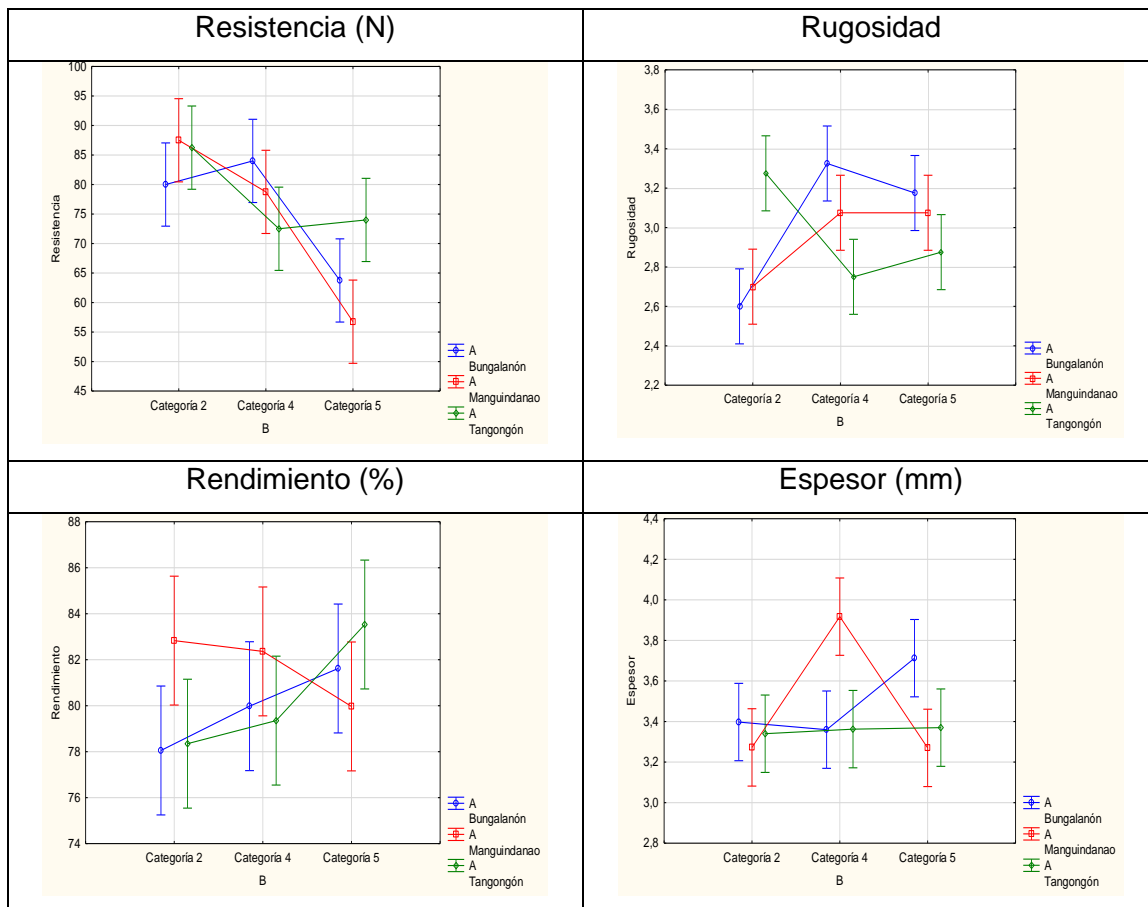 Resistencia (N)
Rugosidad
100
95
90
85
80
75
70
65
60
55
50
45
Resistencia
Categoría 2
Categoría 4
Categoría 5
B
A
Bungalanón
A
Manguindanao
A
Tangongón
3,8
3,6
3,4
3,2
3,0
2,8
2,6
2,4
2,2
Rugosidad
Categoría 2
Categoría 4
Categoría 5
B
A
Bungalanón
A
Manguindanao
A
Tangongón
Rendimiento (%)
Espesor (mm)
88
86
84
82
80
78
76
74
Rendimiento
Categoría 2
Categoría 4
Categoría 5
B
A
Bungalanón
A
Manguindanao
A
Tangongón
4,4
4,2
4,0
3,8
3,6
3,4
3,2
3,0
2,8
Espesor
Categoría 2
Categoría 4
Categoría 5
B
A
Bungalanón
A
Manguindanao
A
Tangongón